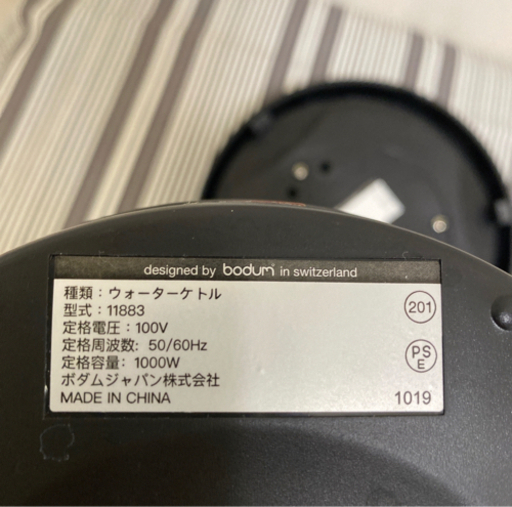 designed by bodum in switzerland
種類：ウォーターケトル
型式：11883
定格電圧：100V
定格周波数: 50/60Hz
定格容量: 1000W
ボダムジャパン株式会社
MADE IN CHINA
201
PS
E
1019